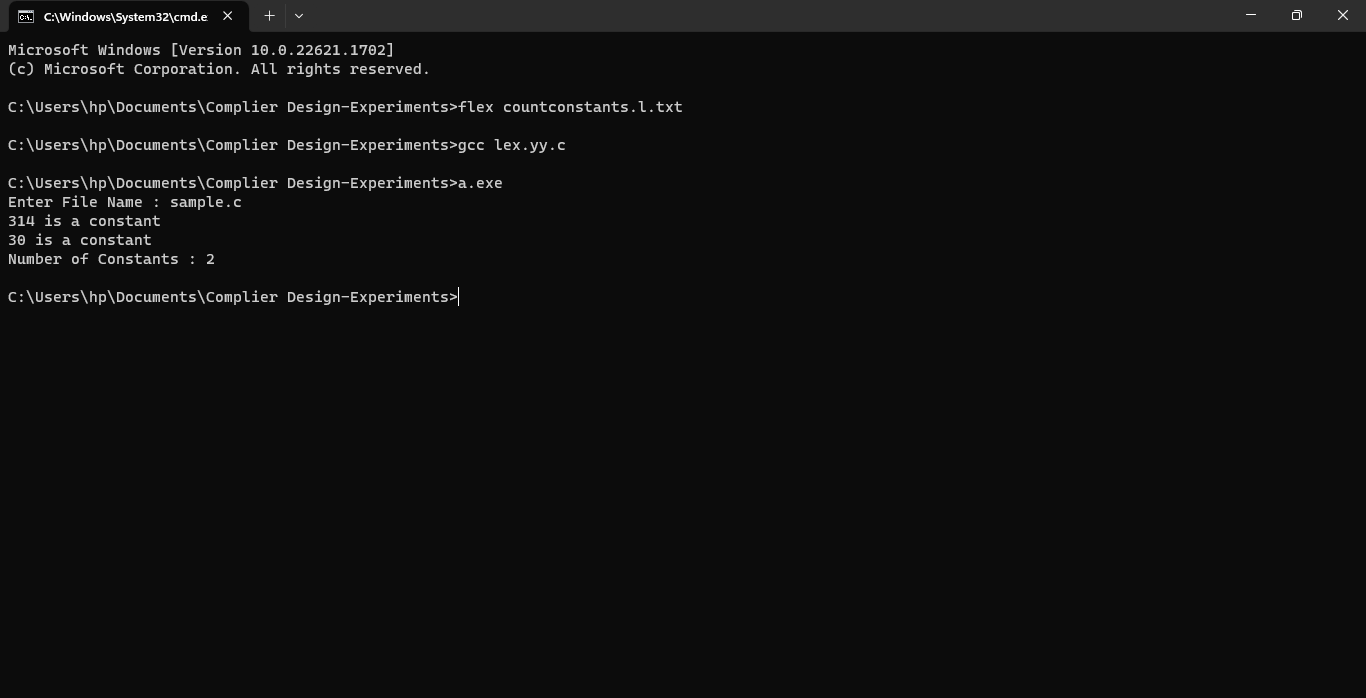 C:\Windows\System32\cmd.e
Microsoft Windows [Version 10.0.22621.1702]
(c) Microsoft Corporation. All rights reserved.
C:\Users\hp\Documents\Complier Design-Experiments>flex countconstants.l.txt
C:\Users\hp\Documents\Complier Design-Experiments>gcc lex.yy.c
C:\Users\hp\Documents\Complier Design-Experiments>a.exe
Enter File Name : sample.c
314 is a constant
30 is a constant
Number of Constants : 2
C:\Users\hp\Documents\Complier Design-Experiments>